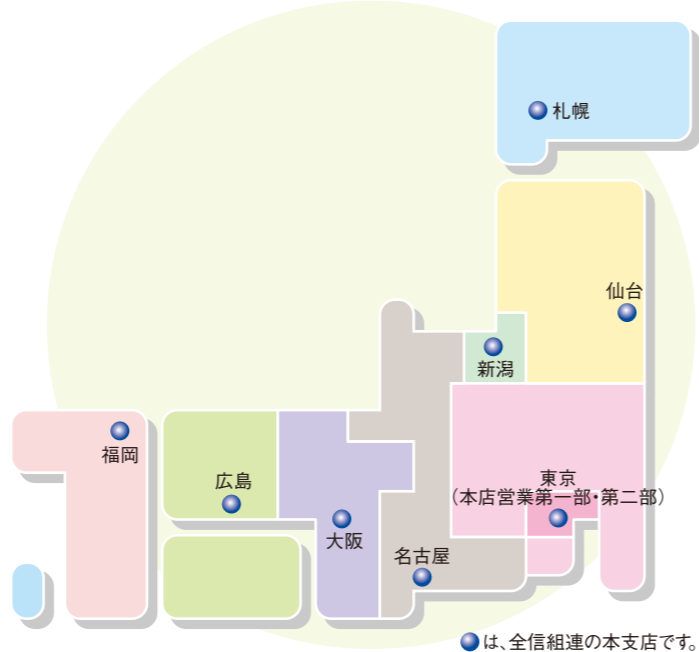 札幌
仙台
新潟
福岡
広島
東京
（本店営業第一部・第二部）
大阪
名古屋
は、全信組連の本支店です。